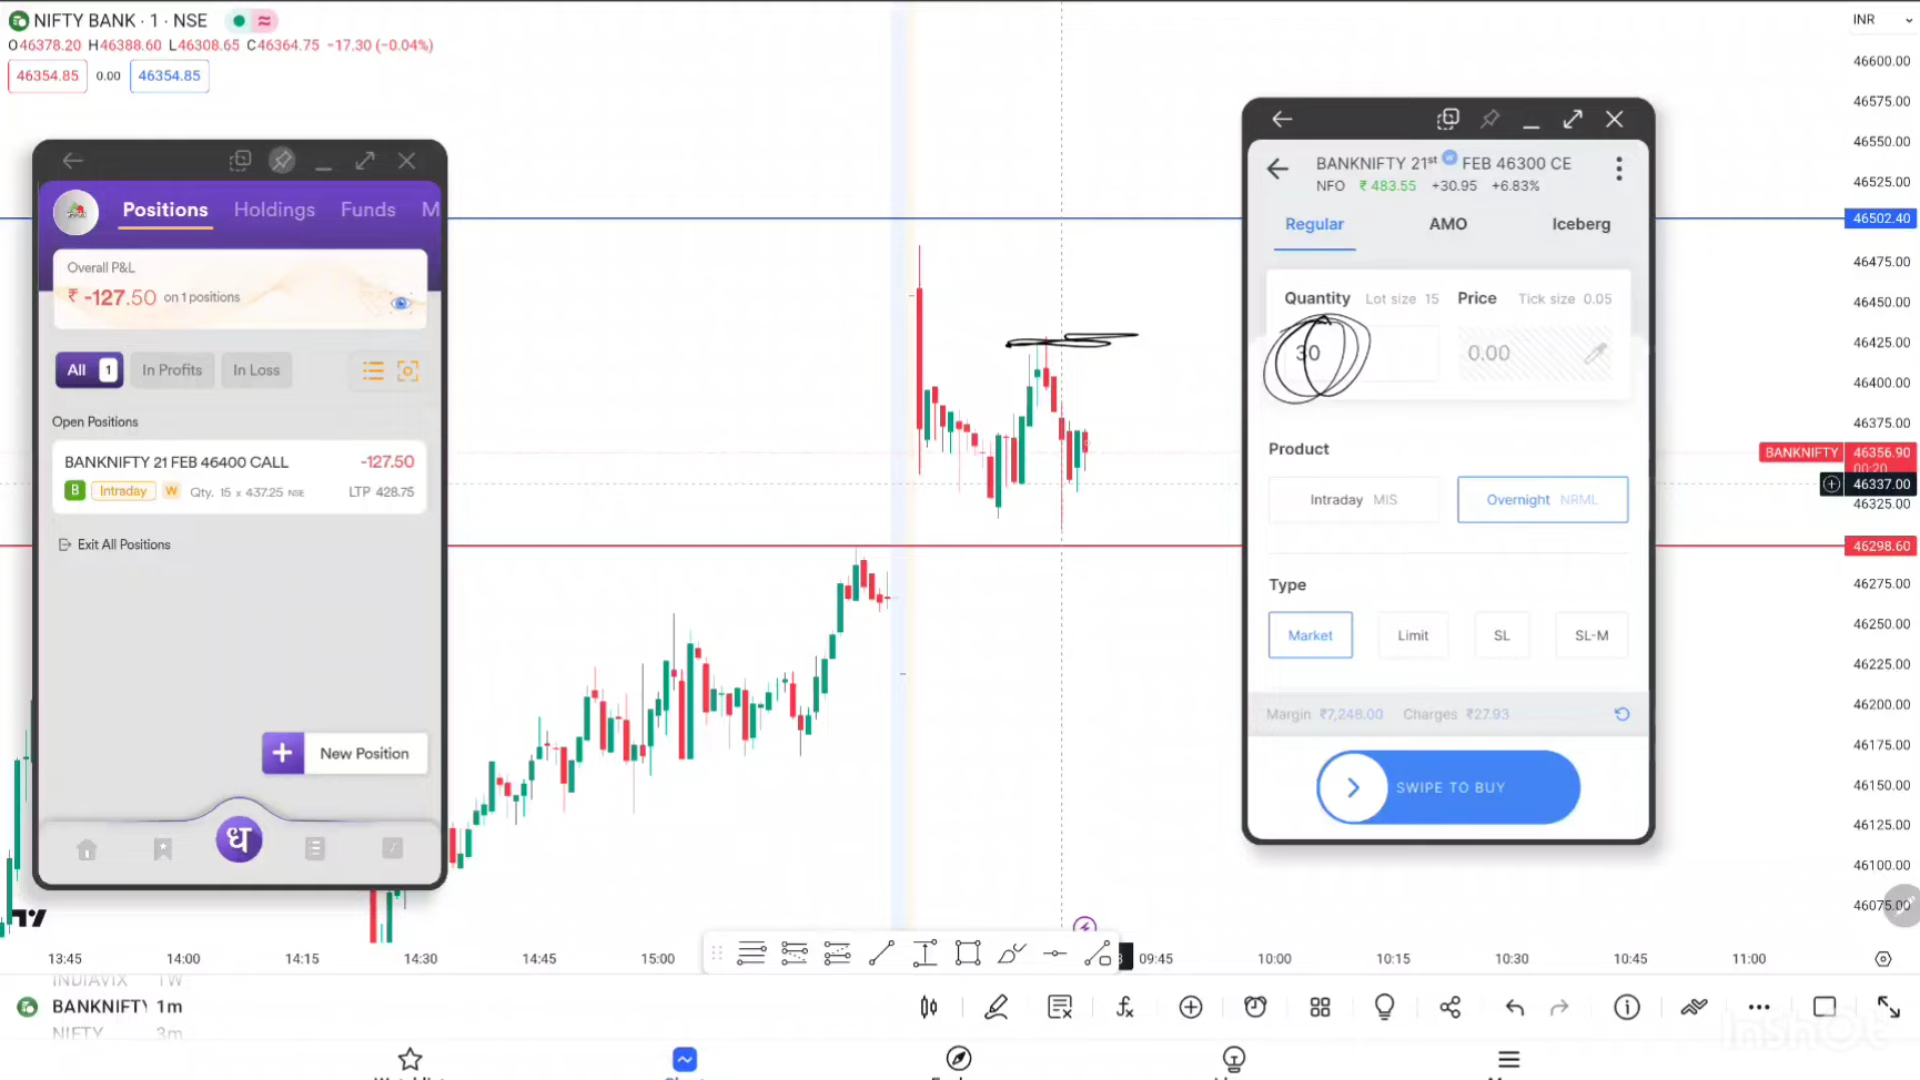 NIFTY BANK · 1 · NSE
O46378.20 H46388.60 L46308.65 C46364.75 −17.30 (−0.04%)
46354.85 0.00 46354.85
INR
46600.00
46575.00
46550.00
46525.00
46502.40
46475.00
46450.00
46425.00
46400.00
46375.00
BANKNIFTY 46356.90
00:20
46337.00
46325.00
46298.60
46275.00
46250.00
46225.00
46200.00
46175.00
46150.00
46125.00
46100.00
46075.00
Positions Holdings Funds M
Overall P&L
₹ -127.50 on 1 positions
All 1 In Profits In Loss
Open Positions
BANKNIFTY 21 FEB 46400 CALL -127.50
B Intraday W Qty. 15 x 437.25 NSE LTP 428.75
Exit All Positions
+ New Position
ध
BANKNIFTY 21st W FEB 46300 CE
NFO ₹ 483.55 +30.95 +6.83%
Regular AMO Iceberg
Quantity Lot size 15 Price Tick size 0.05
30 0.00
Product
Intraday MIS Overnight NRML
Type
Market Limit SL SL-M
Margin ₹7,248.00 Charges ₹27.93
SWIPE TO BUY
13:45 14:00 14:15 14:30 14:45 15:00 09:45 10:00 10:15 10:30 10:45 11:00
INDIAVIX 1W
BANKNIFTY 1m
NIFTY 3m
InShot